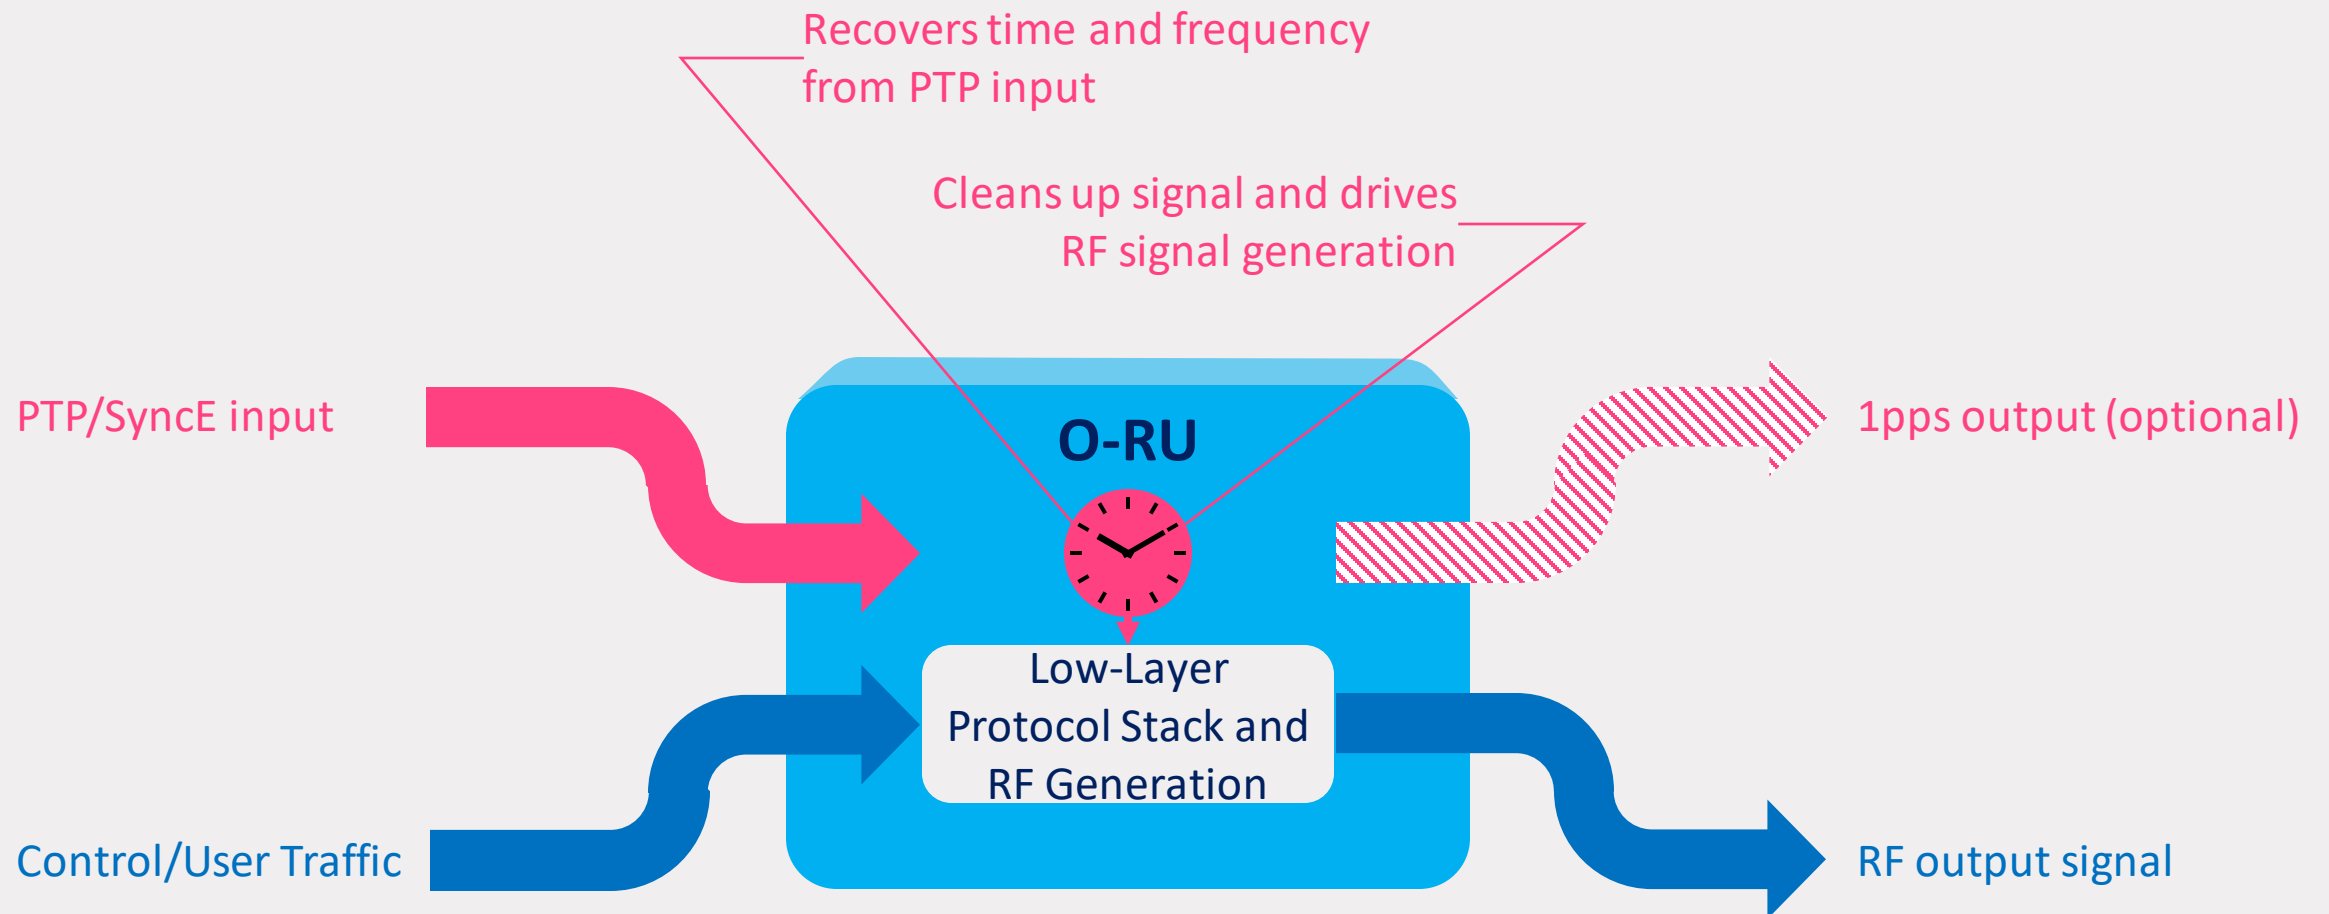 Recovers time and frequency
from PTP input
Cleans up signal and drives
RF signal generation
PTP/SyncE input
O-RU
1pps output (optional)
Low-Layer
Protocol Stack and
RF Generation
Control/User Traffic
RF output signal